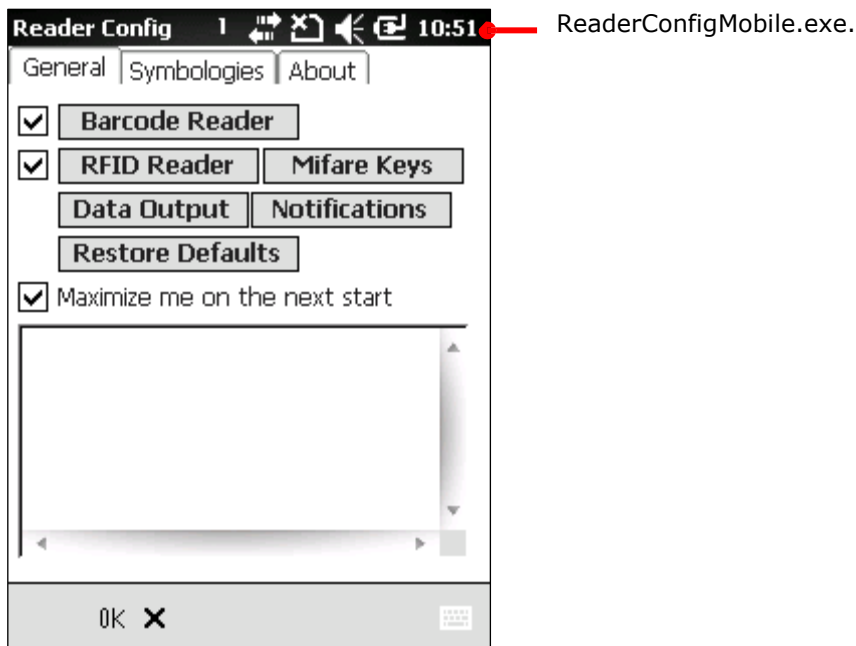 Reader Config 1 10:51
ReaderConfigMobile.exe.
General Symbologies About
Barcode Reader
RFID Reader Mifare Keys
Data Output Notifications
Restore Defaults
Maximize me on the next start
OK